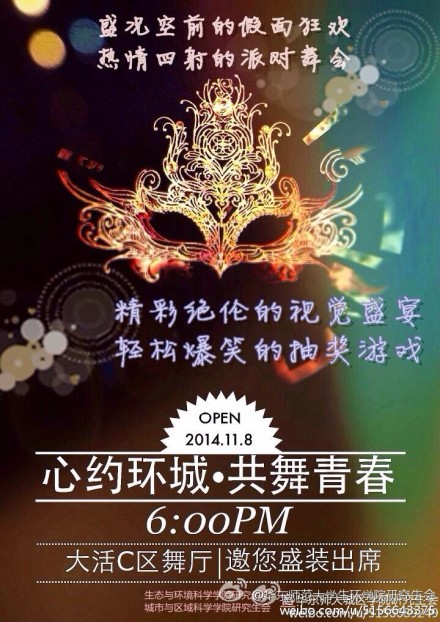 盛况空前的假面狂欢
热情四射的派对舞会
精彩绝伦的视觉盛宴
轻松爆笑的抽奖游戏
OPEN
2014.11.8
心约环城•共舞青春
6:00PM
大活C区舞厅|邀您盛装出席
生态与环境科学学院研究生会
城市与区域科学学院研究生会
weibo.com/u/5156643375